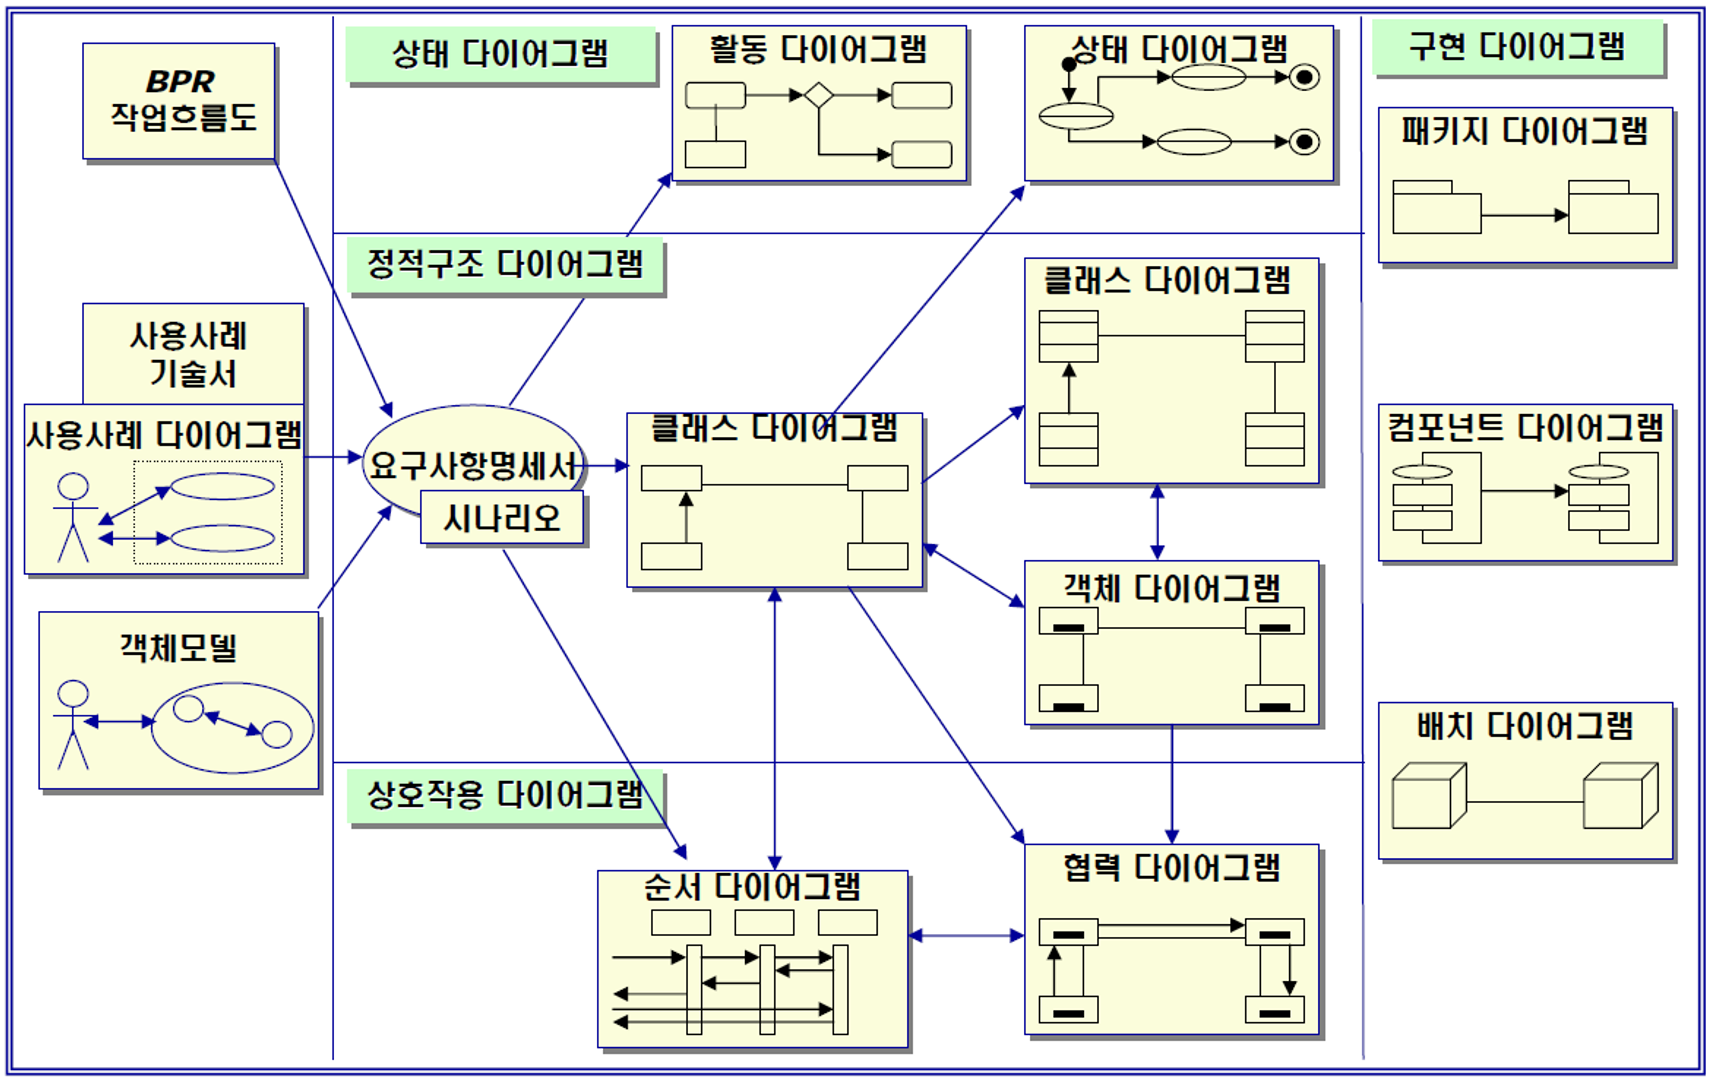 BPR
작업흐름도
사용사례
기술서
사용사례 다이어그램
객체모델
상태 다이어그램
활동 다이어그램
상태 다이어그램
정적구조 다이어그램
요구사항명세서
시나리오
클래스 다이어그램
클래스 다이어그램
객체 다이어그램
상호작용 다이어그램
순서 다이어그램
협력 다이어그램
구현 다이어그램
패키지 다이어그램
컴포넌트 다이어그램
배치 다이어그램